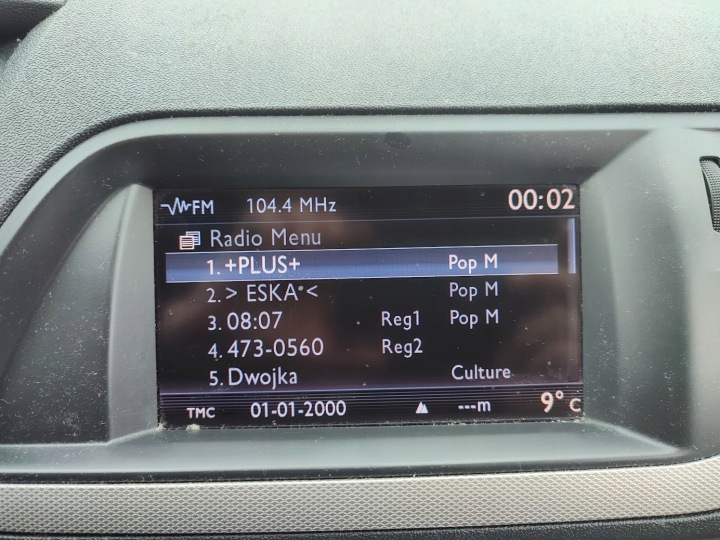 FM 104.4 MHz 00:02
Radio Menu
1. +PLUS+ Pop M
2. > ESKA < Pop M
3. 08:07 Reg1 Pop M
4. 473-0560 Reg2
5. Dwojka Culture
TMC 01-01-2000 ---m 9° C